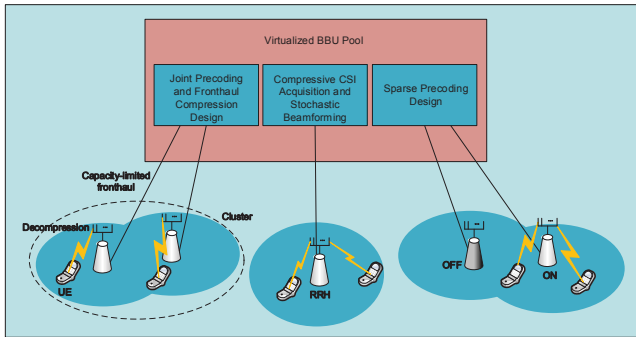 Virtualized BBU Pool
Joint Precoding
and Fronthaul
Compression
Design
Compressive CSI
Acquisition and
Stochastic
Beamforming
Sparse Precoding
Design
Capacity-limited
fronthaul
Decompression
Cluster
UE
RRH
OFF
ON